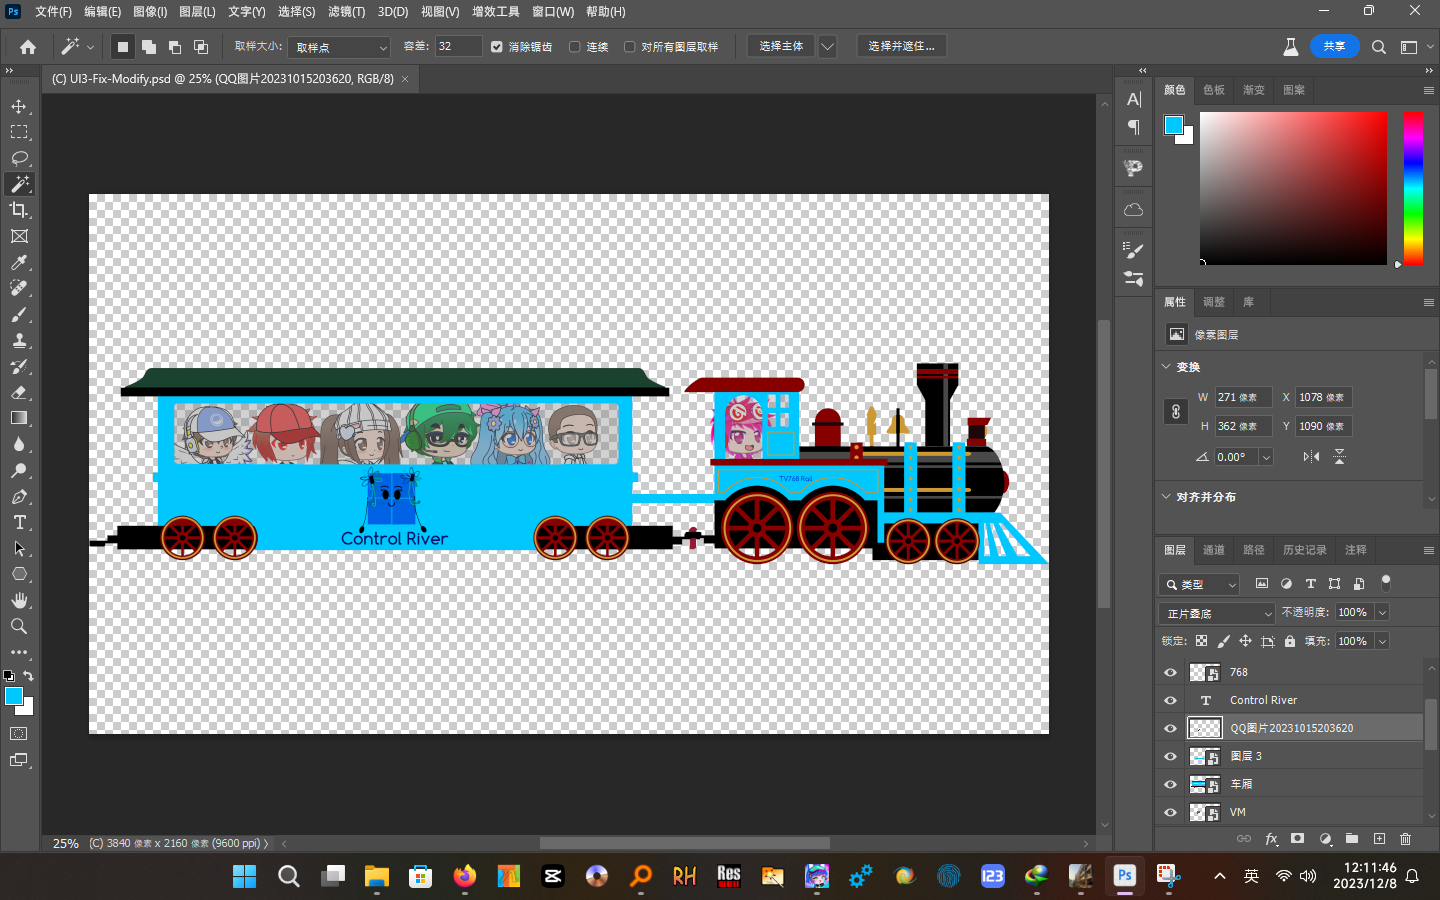 Ps 文件(F) 编辑(E) 图像(I) 图层(L) 文字(Y) 选择(S) 滤镜(T) 3D(D) 视图(V) 增效工具 窗口(W) 帮助(H)
取样大小: 取样点 容差: 32 消除锯齿 连续 对所有图层取样 选择主体 选择并遮住... 共享
(C) UI3-Fix-Modify.psd @ 25% (QQ图片20231015203620, RGB/8) ×
颜色 色板 渐变 图案
属性 调整 库
像素图层
变换
W 271 像素 X 1078 像素
H 362 像素 Y 1090 像素
0.00°
对齐并分布
图层 通道 路径 历史记录 注释
类型
正片叠底 不透明度: 100%
锁定: 填充: 100%
768
Control River
QQ图片20231015203620
图层 3
车厢
VM
TV768 Rail
Control River
25% (C) 3840 像素 x 2160 像素 (9600 ppi)
RH Res 123 Ps 英 12:11:46
2023/12/8